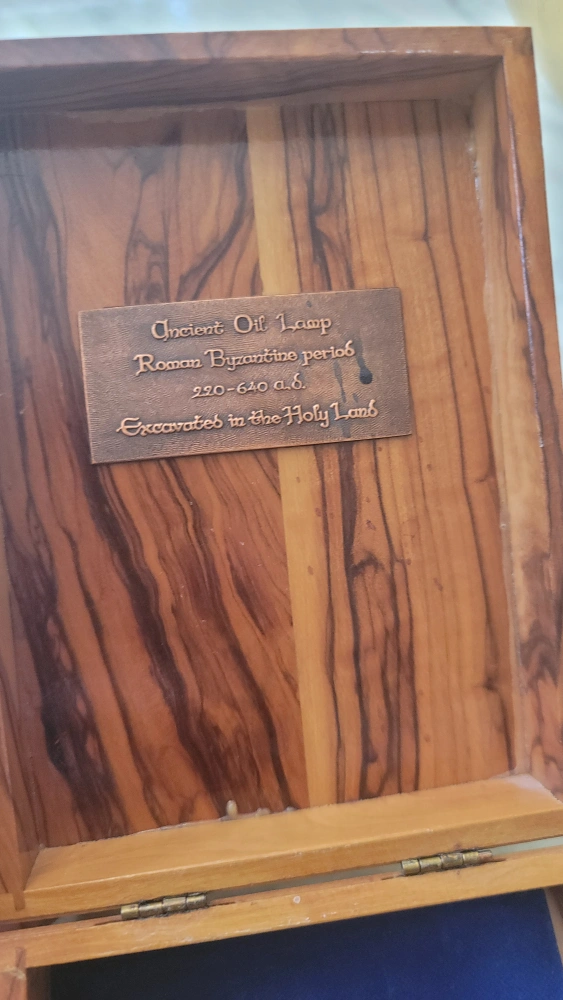 Ancient Oil Lamp
Roman Byzantine period
220-640 a.d.
Excavated in the Holy Land